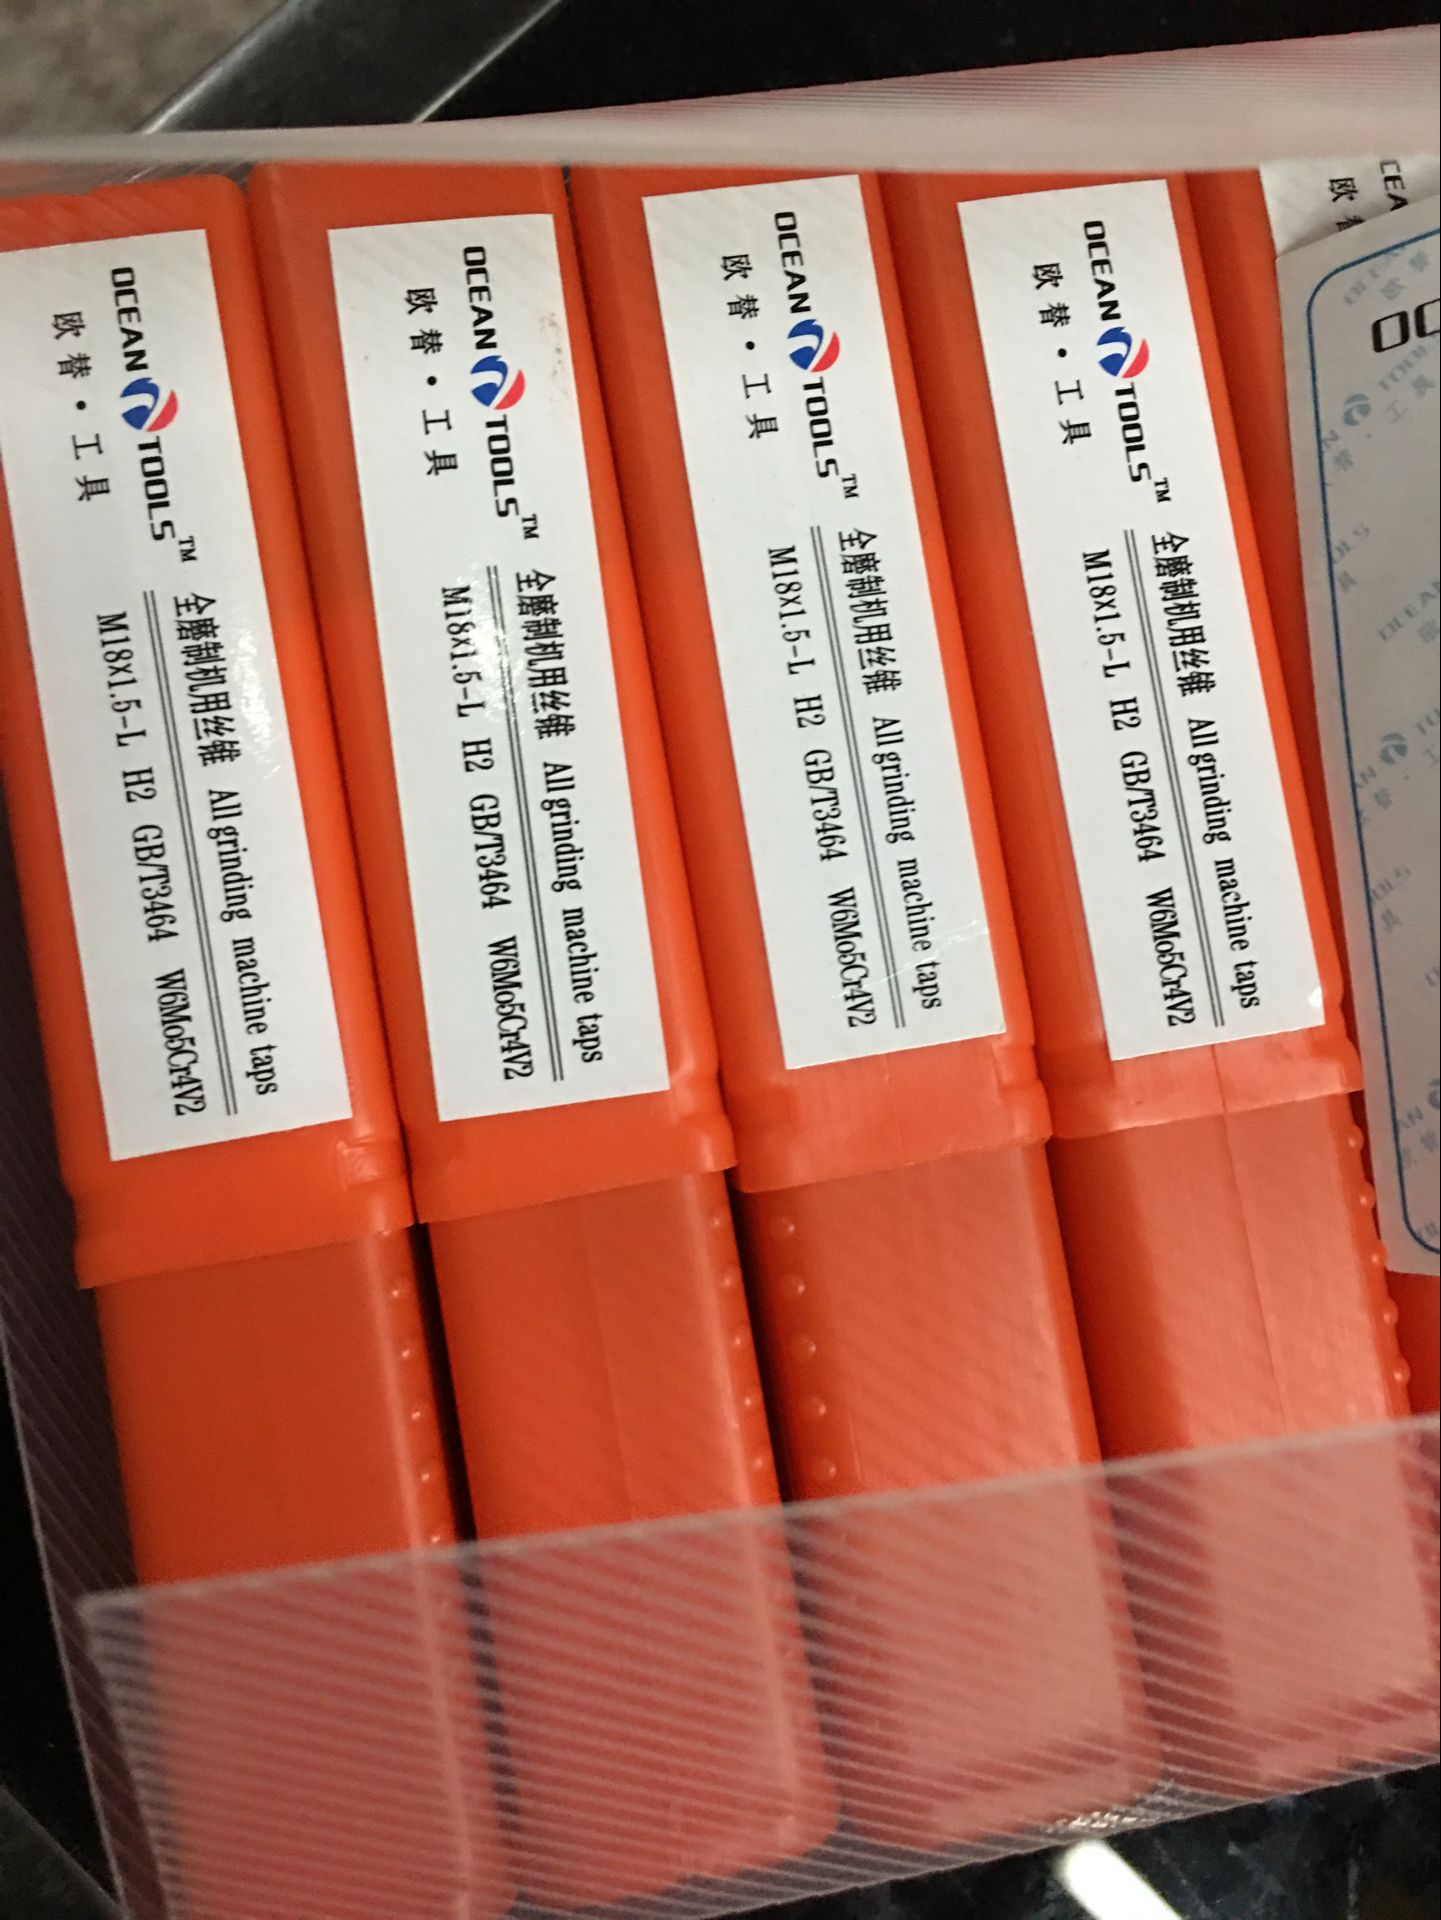 OCEAN TOOLS™
欧替·工具
全磨制机用丝锥 All grinding machine taps
M18X1.5-L H2 GB/T3464 W6Mo5Cr4V2
OCEAN TOOLS™
欧替·工具
全磨制机用丝锥 All grinding machine taps
M18X1.5-L H2 GB/T3464 W6Mo5Cr4V2
OCEAN TOOLS™
欧替·工具
全磨制机用丝锥 All grinding machine taps
M18X1.5-L H2 GB/T3464 W6Mo5Cr4V2
OCEAN TOOLS™
欧替·工具
全磨制机用丝锥 All grinding machine taps
M18X1.5-L H2 GB/T3464 W6Mo5Cr4V2